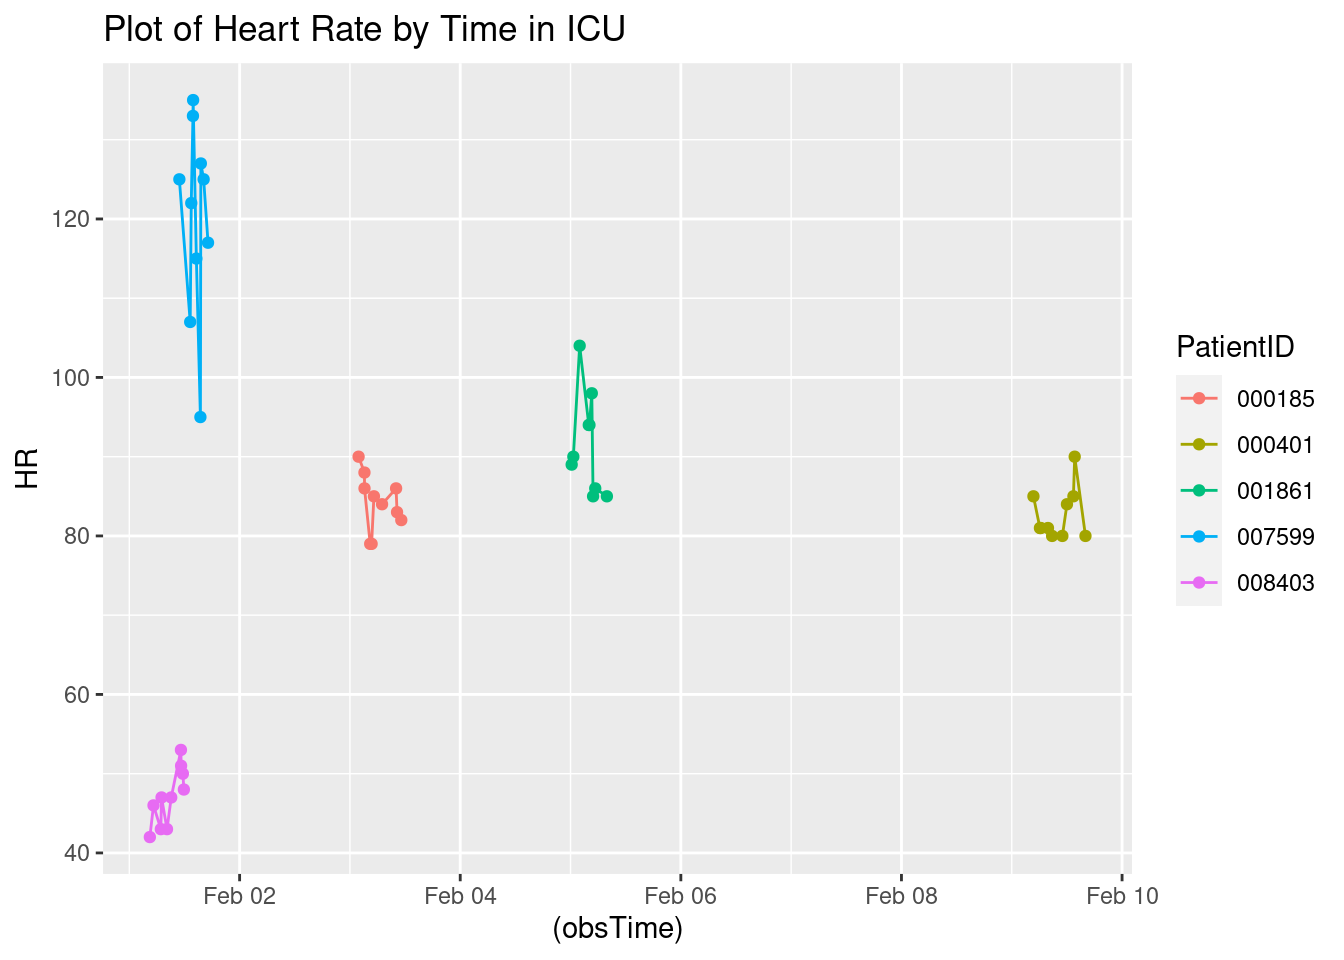 Plot of Heart Rate by Time in ICU
120
100
80
60
40
HR
Feb 02
Feb 04
Feb 06
Feb 08
Feb 10
(obsTime)
PatientID
000185
000401
001861
007599
008403